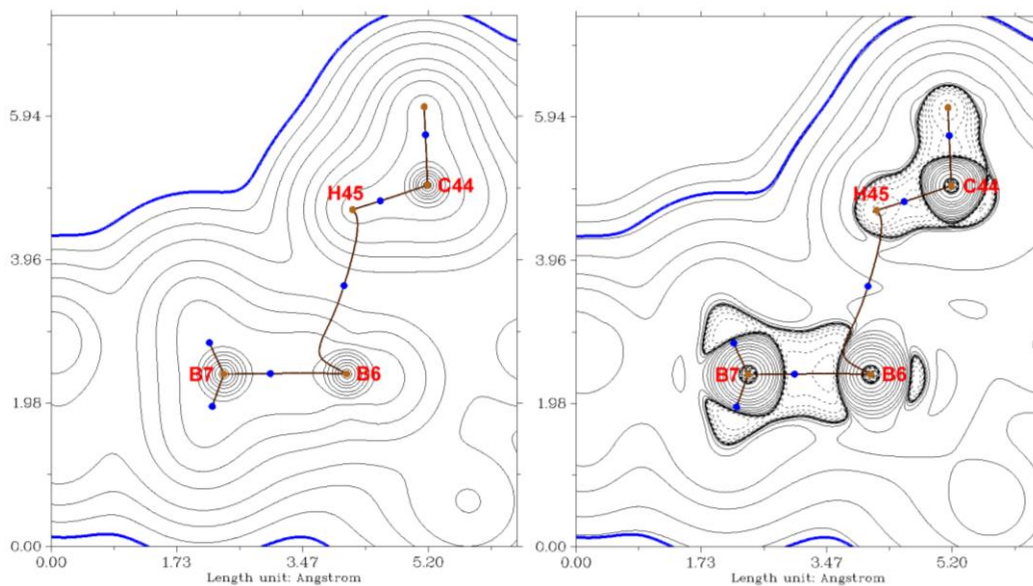 5.94
3.96
1.98
0.00
H45
C44
B7
B6
0.00
1.73
3.47
5.20
Length unit: Angstrom
5.94
3.96
1.98
0.00
H45
C44
B7
B6
0.00
1.73
3.47
5.20
Length unit: Angstrom